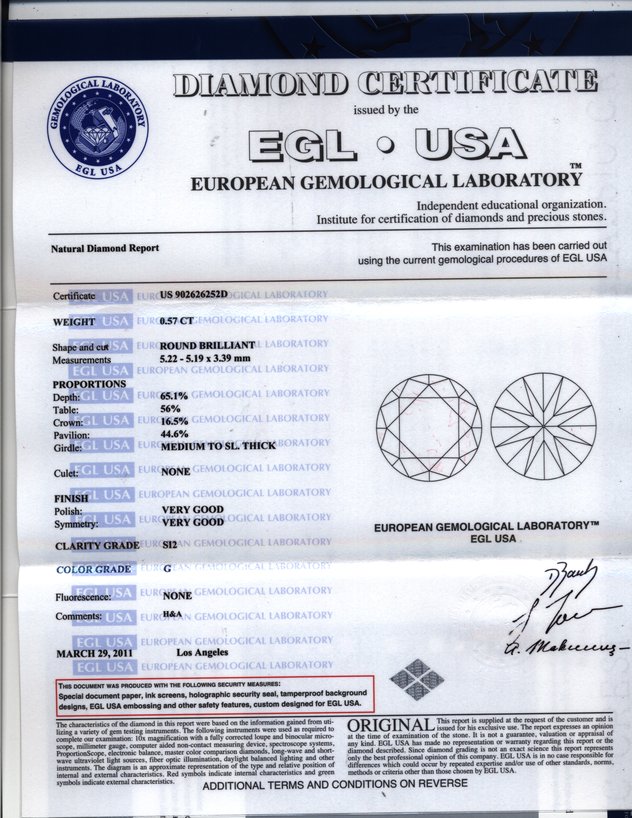 GEMOLOGICAL LABORATORY
EGL USA
DIAMOND CERTIFICATE
issued by the
EGL • USA
EUROPEAN GEMOLOGICAL LABORATORY™
Independent educational organization.
Institute for certification of diamonds and precious stones.
Natural Diamond Report
This examination has been carried out
using the current gemological procedures of EGL USA
Certificate US 902626252D
WEIGHT 0.57 CT
Shape and cut ROUND BRILLIANT
Measurements 5.22 - 5.19 x 3.39 mm
PROPORTIONS
Depth: 65.1%
Table: 56%
Crown: 16.5%
Pavilion: 44.6%
Girdle: MEDIUM TO SL. THICK
Culet: NONE
FINISH
Polish: VERY GOOD
Symmetry: VERY GOOD
CLARITY GRADE SI2
COLOR GRADE G
Fluorescence: NONE
Comments: H&A
MARCH 29, 2011 Los Angeles
EUROPEAN GEMOLOGICAL LABORATORY™
EGL USA
THIS DOCUMENT WAS PRODUCED WITH THE FOLLOWING SECURITY MEASURES:
Special document paper, ink screens, holographic security seal, tamperproof background
designs, EGL USA embossing and other safety features, custom designed for EGL USA.
The characteristics of the diamond in this report were based on the information gained from uti-
lizing a variety of gem testing instruments. The following instruments were used as required to
complete our examination: 10x magnification with a fully corrected loupe and binocular micro-
scope, millimeter gauge, computer aided non-contact measuring device, spectroscope systems,
ProportionScope, electronic balance, master color comparison diamonds, long-wave and short-
wave ultraviolet light sources, fiber optic illumination, daylight balanced lighting and other
instruments. The diagram is an approximate representation of the type and relative position of
internal and external characteristics. Red symbols indicate internal characteristics and green
symbols indicate external characteristics.
ORIGINAL This report is supplied at the request of the customer and is
issued for his exclusive use. The report expresses an opinion
at the time of examination of the stone. It is not a guarantee, valuation or appraisal of
any kind. EGL USA has made no representation or warranty regarding this report or the
diamond described. Since diamond grading is not an exact science this report represents
only the best professional opinion of this company. EGL USA is in no case responsible for
differences which could occur by repeated expertise and/or use of other standards, norms,
methods or criteria other than those chosen by EGL USA.
ADDITIONAL TERMS AND CONDITIONS ON REVERSE